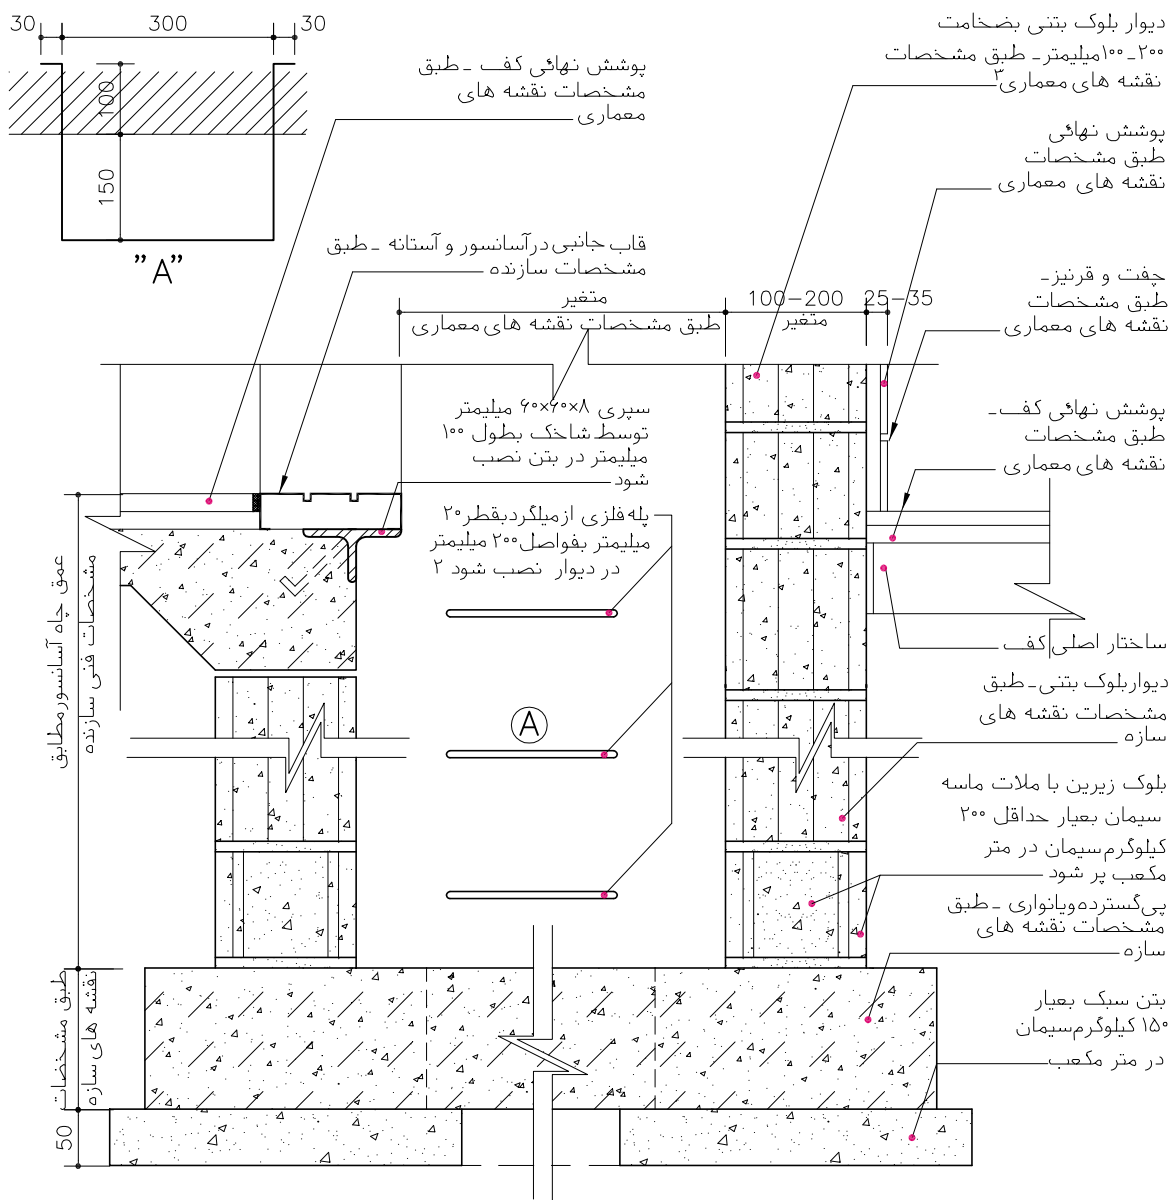 30
300
30
100
150
”A”
پوشش نهائی کف - طبق
مشخصات نقشه های
معماری
قاب جانبی درآسانسور و آستانه - طبق
مشخصات سازنده
متغیر
طبق مشخصات نقشه های معماری
100-200
متغیر
25-35
دیوار بلوک بتنی بضخامت
۲۰۰-۱۰۰میلیمتر- طبق مشخصات
نقشه های معماری۳
پوشش نهائی
طبق مشخصات
نقشه های معماری
چفت و قرنیز-
طبق مشخصات
نقشه های معماری
پوشش نهائی کف-
طبق مشخصات
نقشه های معماری
سپری ۸×۶۰×۶۰ میلیمتر
توسط شاخک بطول ۱۰۰
میلیمتر در بتن نصب
شود
پله فلزی ازمیلگردبقطر۲۰
میلیمتر بفواصل۲۰۰ میلیمتر
در دیوار نصب شود ۲
A
ساختار اصلی کف
دیواربلوک بتنی-طبق
مشخصات نقشه های
سازه
بلوک زیرین با ملات ماسه
سیمان بعیار حداقل ۲۰۰
کیلوگرم سیمان در متر
مکعب پر شود
پی گسترده ویانواری - طبق
مشخصات نقشه های
سازه
بتن سبک بعیار
۱۵۰ کیلوگرم سیمان
در متر مکعب
عمق چاه آسانسورمطابق
مشخصات فنی سازنده
طبق مشخصات
نقشه های سازه
50